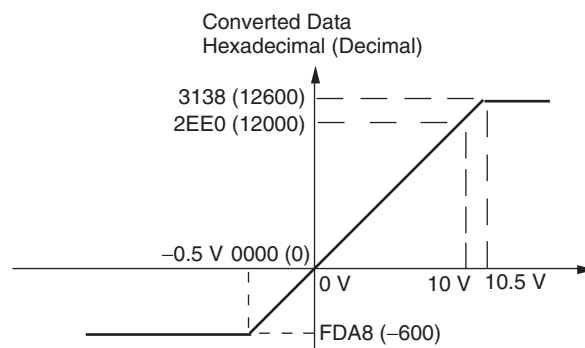 Converted Data
Hexadecimal (Decimal)
3138 (12600)
2EE0 (12000)
−0.5 V 0000 (0)
0 V 10 V 10.5 V
FDA8 (−600)